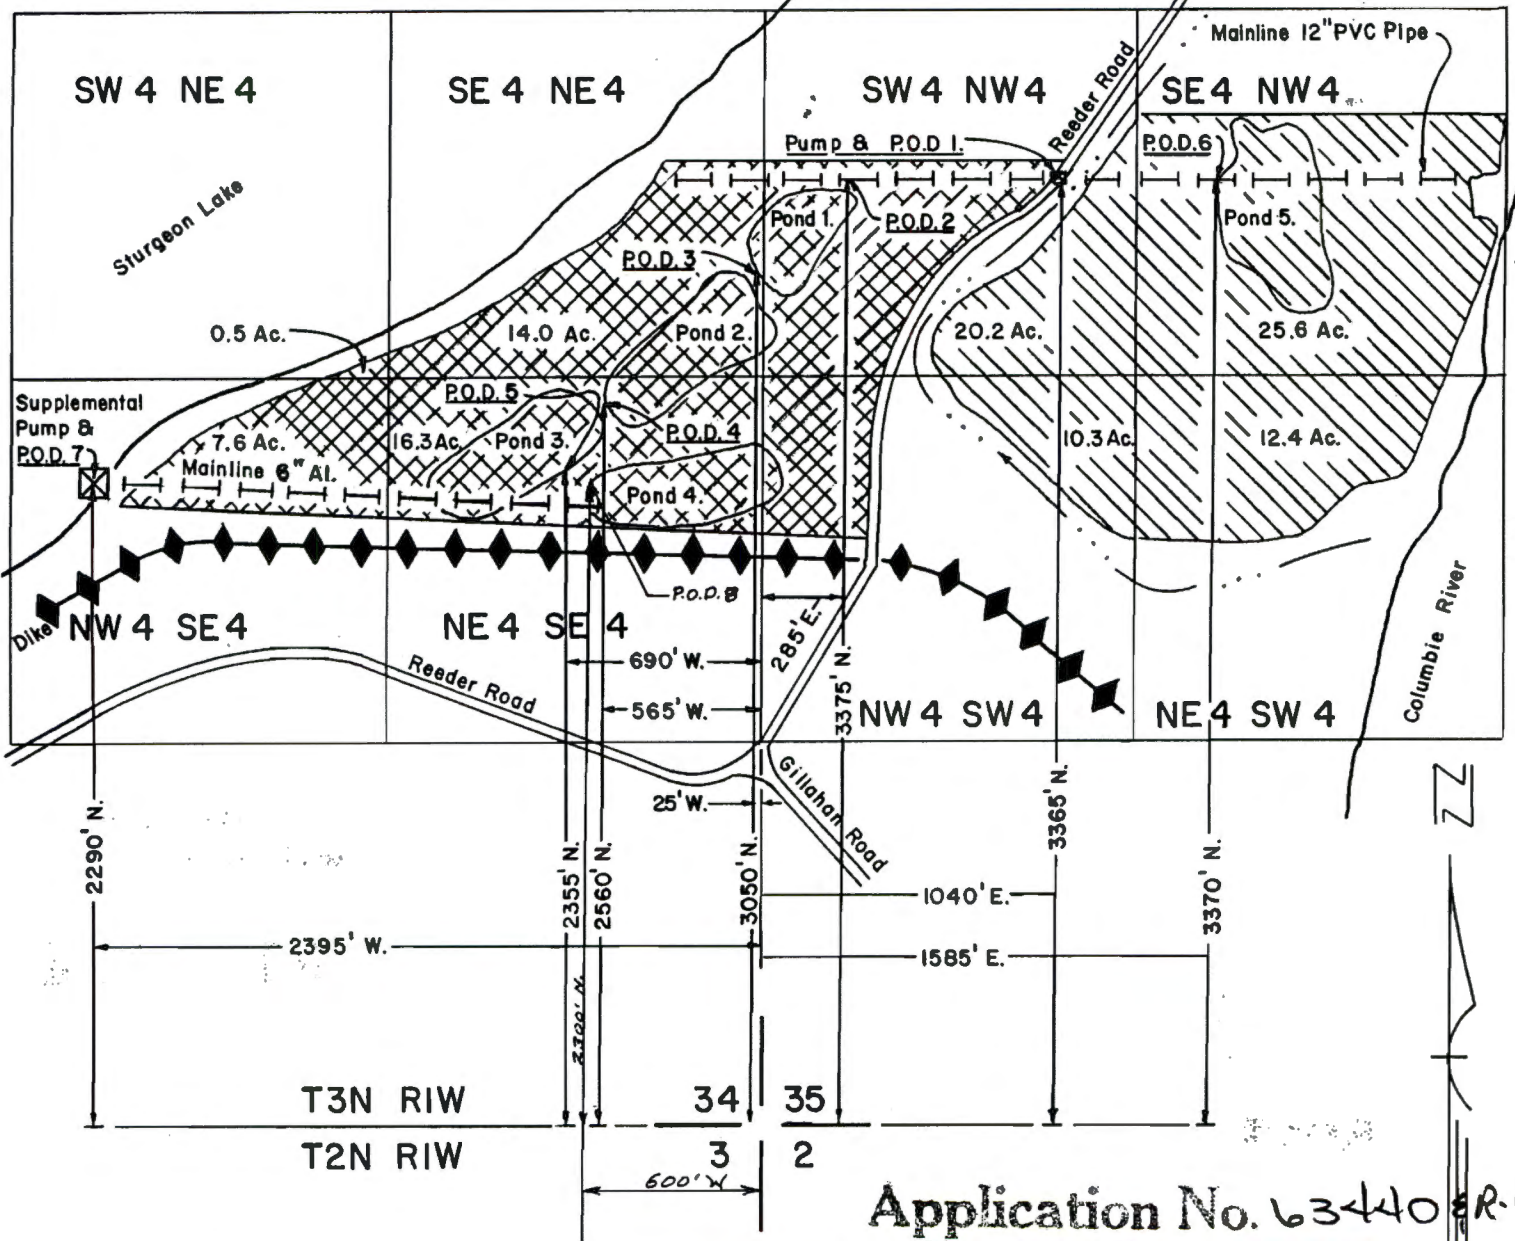 Mainline 12" PVC Pipe
SW 4 NE 4
SE 4 NE 4
SW 4 NW 4
SE 4 NW 4
Reeder Road
Pump & P.O.D 1.
P.O.D. 6
Sturgeon Lake
Pond 1.
P.O.D. 2
Pond 5.
P.O.D. 3
0.5 Ac.
14.0 Ac.
Pond 2.
20.2 Ac.
25.6 Ac.
Supplemental
Pump &
P.O.D. 7
P.O.D. 5
7.6 Ac.
16.3 Ac.
Pond 3.
P.O.D. 4
10.3 Ac.
12.4 Ac.
Mainline 6" Al.
Pond 4.
P.O.D. 8
Dike
NW 4 SE 4
NE 4 SE 4
285' E.
690' W.
Reeder Road
565' W.
3375' N.
NW 4 SW 4
NE 4 SW 4
Columbie River
Gillahan Road
25' W.
2290' N.
2355' N.
2560' N.
3050' N.
3365' N.
3370' N.
1040' E.
2395' W.
1585' E.
2300' N.
T3N R1W
34
35
T2N R1W
3
2
600' W
Application No. 63440 & R-